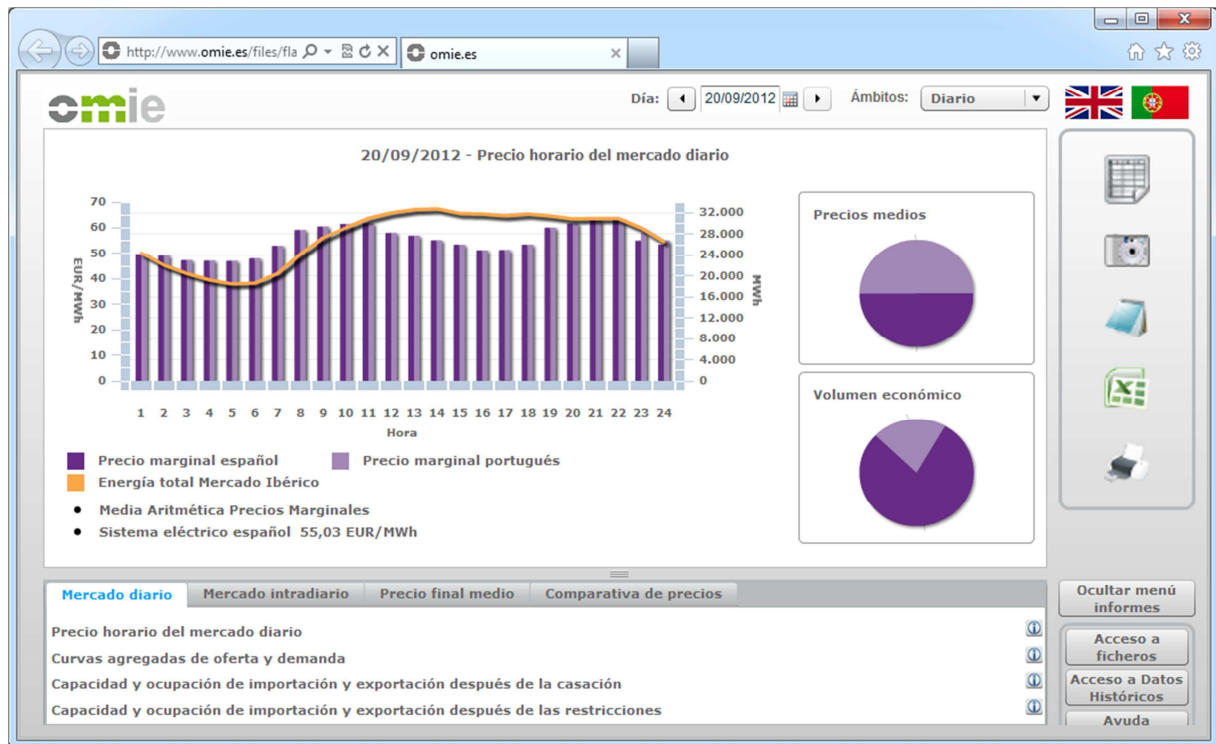 http://www.omie.es/files/fla
omie.es
omie
Día:
20/09/2012
Ámbitos:
Diario
20/09/2012 - Precio horario del mercado diario
70
60
50
40
30
20
10
0
EUR/MWh
32.000
28.000
24.000
20.000
16.000
12.000
8.000
4.000
0
MWh
1 2 3 4 5 6 7 8 9 10 11 12 13 14 15 16 17 18 19 20 21 22 23 24
Hora
Precio marginal español
Precio marginal portugués
Energía total Mercado Ibérico
• Media Aritmética Precios Marginales
• Sistema eléctrico español 55,03 EUR/MWh
Precios medios
Volumen económico
Mercado diario
Mercado intradiario
Precio final medio
Comparativa de precios
Precio horario del mercado diario
Curvas agregadas de oferta y demanda
Capacidad y ocupación de importación y exportación después de la casación
Capacidad y ocupación de importación y exportación después de las restricciones
Ocultar menú
informes
Acceso a
ficheros
Acceso a Datos
Históricos
Ayuda